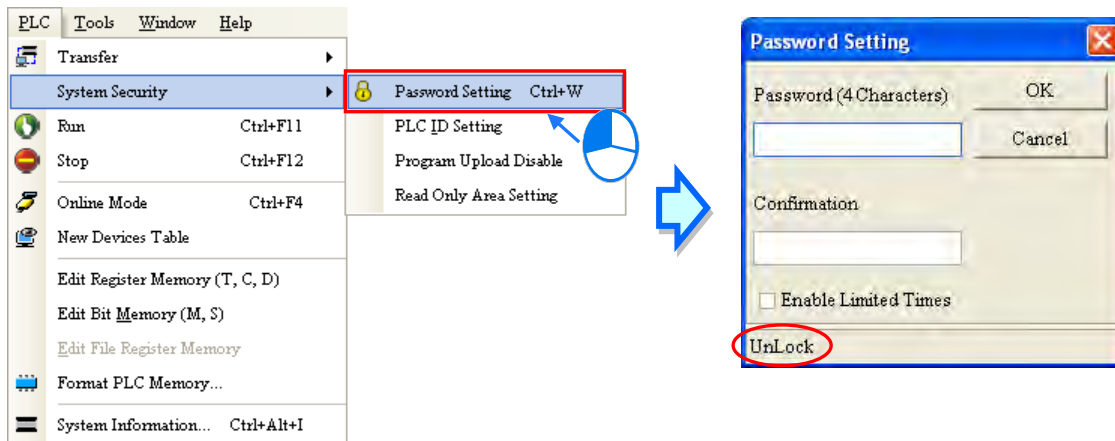 PLC Tools Window Help
Transfer
System Security
Run Ctrl+F11
Stop Ctrl+F12
Online Mode Ctrl+F4
New Devices Table
Edit Register Memory (T, C, D)
Edit Bit Memory (M, S)
Edit File Register Memory
Format PLC Memory...
System Information... Ctrl+Alt+I
Password Setting Ctrl+W
PLC ID Setting
Program Upload Disable
Read Only Area Setting
Password Setting
Password (4 Characters)
OK
Cancel
Confirmation
Enable Limited Times
UnLock